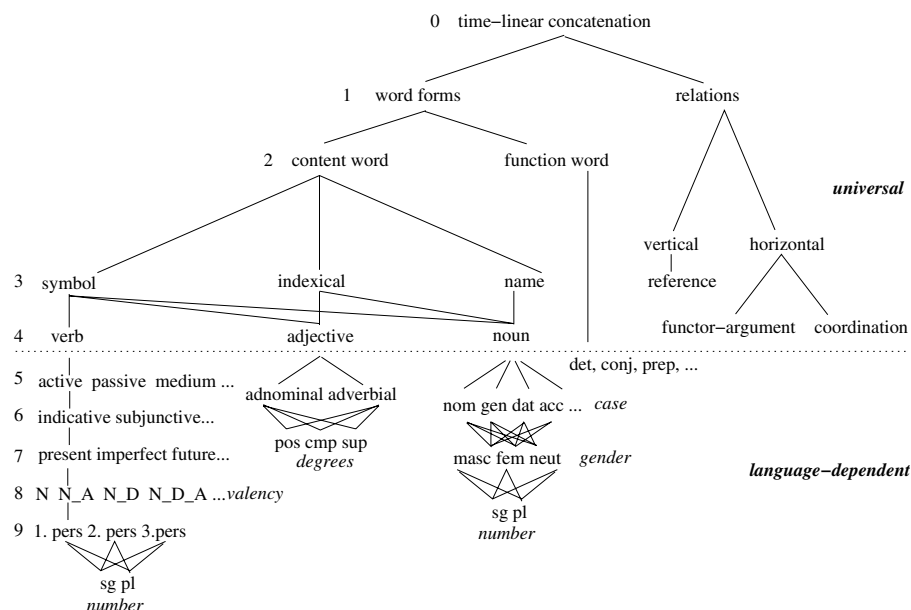 0 time−linear concatenation
1 word forms relations
2 content word function word
universal
vertical horizontal
3 symbol indexical name reference
4 verb adjective noun functor−argument coordination
det, conj, prep, ...
5 active passive medium ... adnominal adverbial
nom gen dat acc ... case
6 indicative subjunctive...
pos cmp sup
7 present imperfect future... degrees masc fem neut gender
language−dependent
8 N N_A N_D N_D_A ...valency
sg pl
9 1. pers 2. pers 3.pers number
sg pl
number